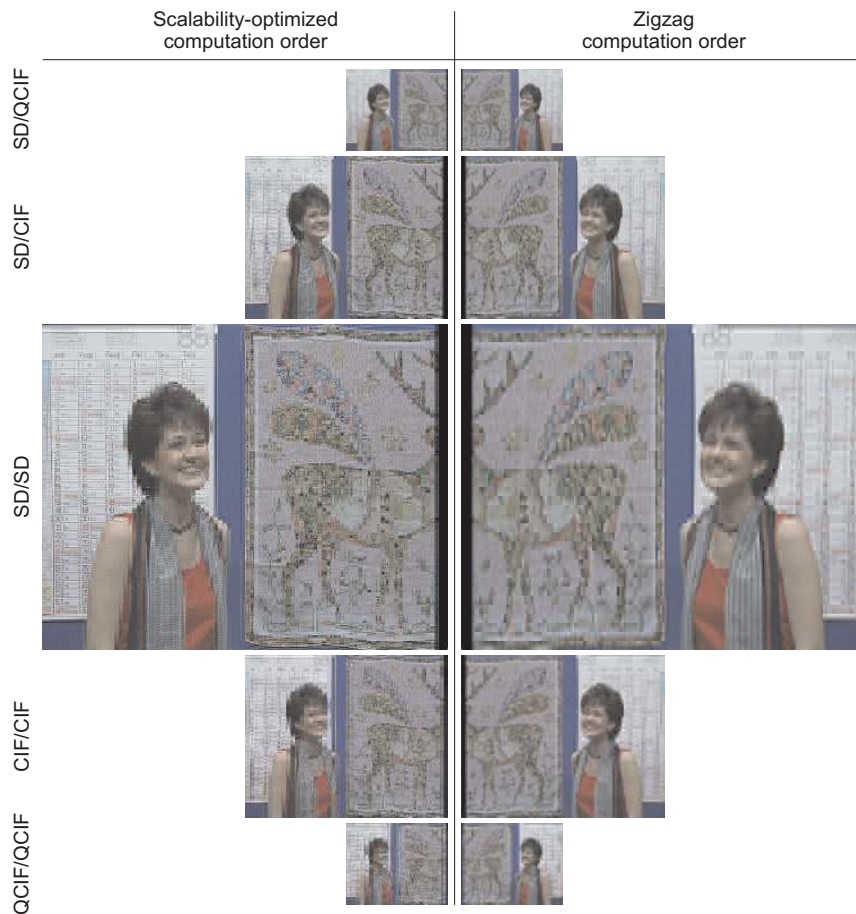 Scalability-optimized
computation order
Zigzag
computation order
SD/QCIF
SD/CIF
SD/SD
CIF/CIF
QCIF/QCIF